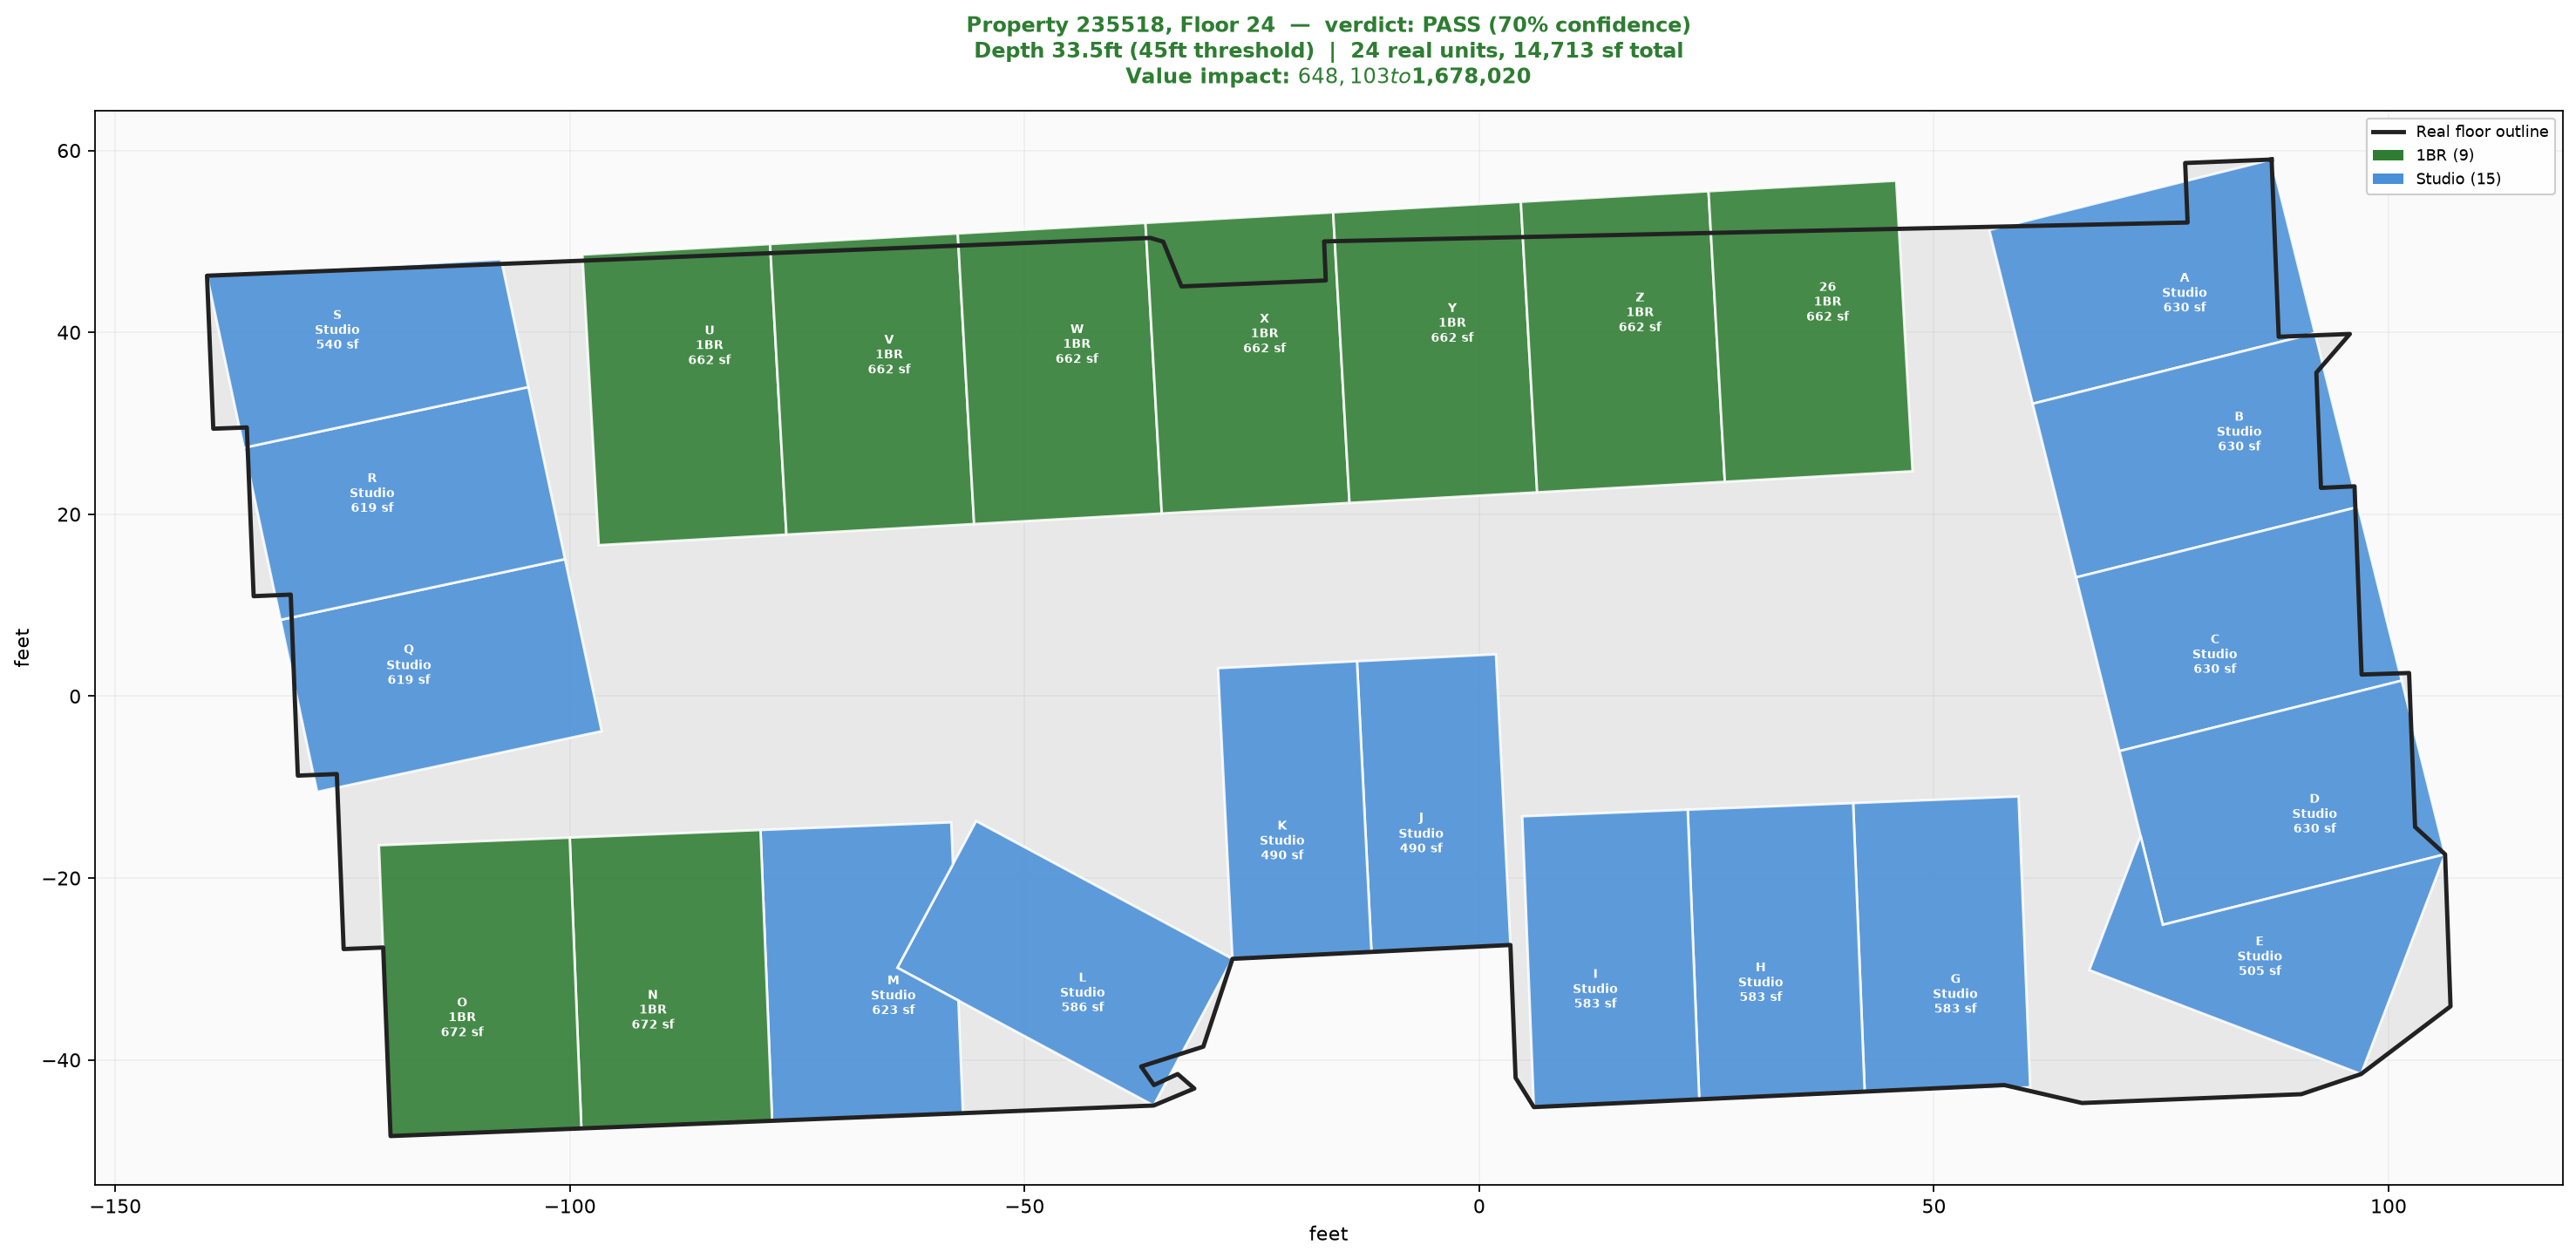 Property 235518, Floor 24 — verdict: PASS (70% confidence)
Depth 33.5ft (45ft threshold) | 24 real units, 14,713 sf total
Value impact: 648, 103to1,678,020
Real floor outline
1BR (9)
Studio (15)
feet
60
40
20
0
−20
−40
S
Studio
540 sf
R
Studio
619 sf
Q
Studio
619 sf
U
1BR
662 sf
V
1BR
662 sf
W
1BR
662 sf
X
1BR
662 sf
Y
1BR
662 sf
Z
1BR
662 sf
26
1BR
662 sf
A
Studio
630 sf
B
Studio
630 sf
C
Studio
630 sf
D
Studio
630 sf
E
Studio
505 sf
O
1BR
672 sf
N
1BR
672 sf
M
Studio
623 sf
L
Studio
586 sf
K
Studio
490 sf
J
Studio
490 sf
I
Studio
583 sf
H
Studio
583 sf
G
Studio
583 sf
−150
−100
−50
0
50
100
feet